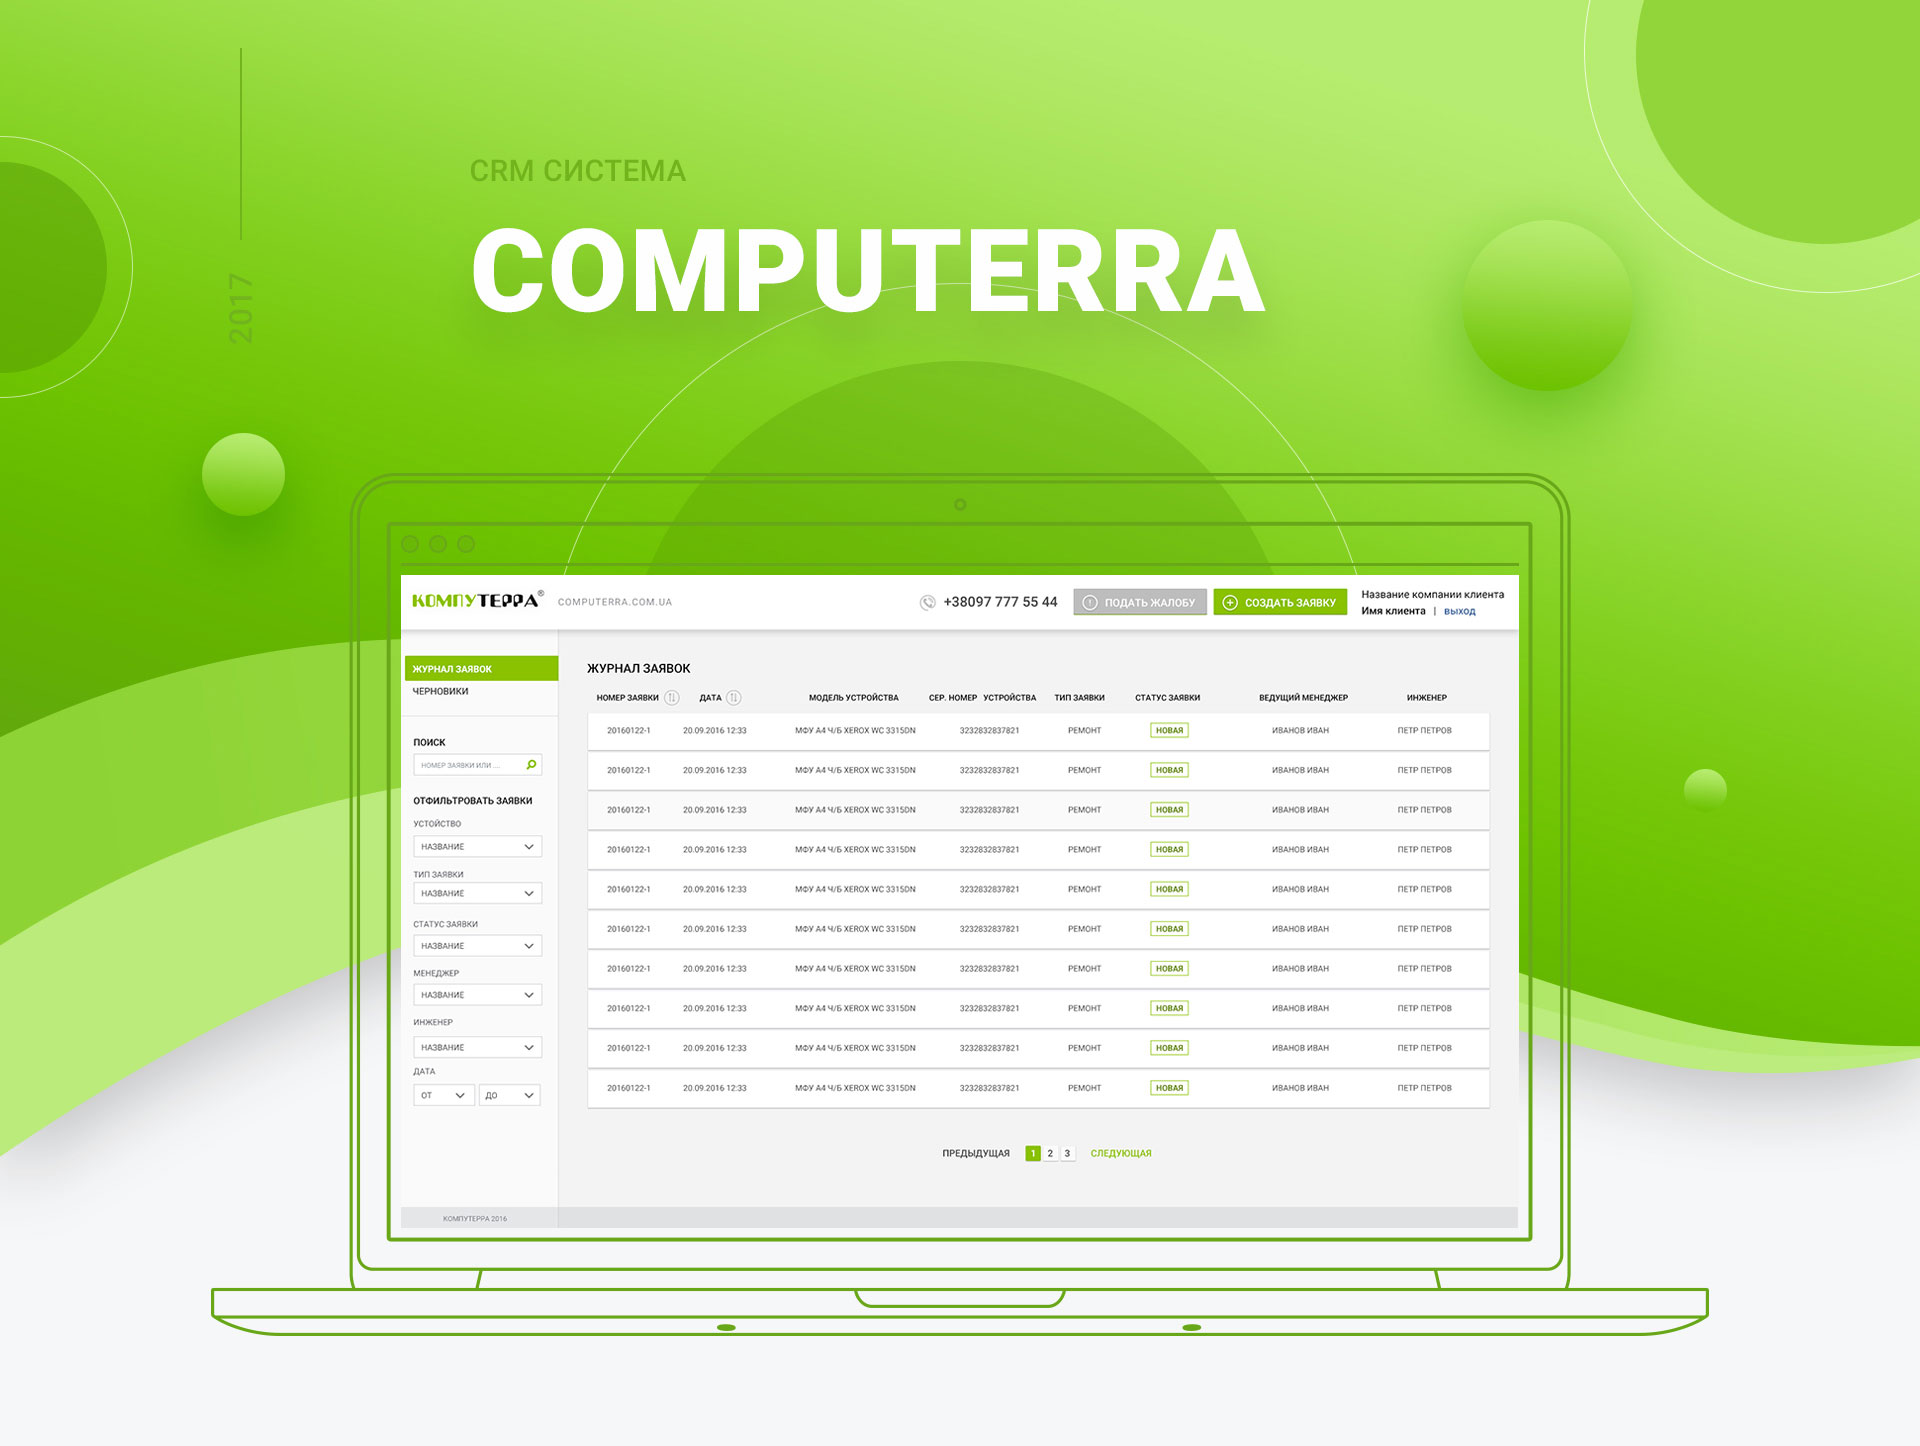 CRM СИСТЕМА
COMPUTERRA
2017
КОМПУТЕРРА® COMPUTERRA.COM.UA +38097 777 55 44 ПОДАТЬ ЖАЛОБУ СОЗДАТЬ ЗАЯВКУ Название компании клиента
Имя клиента | выход
ЖУРНАЛ ЗАЯВОК
ЧЕРНОВИКИ
ПОИСК
НОМЕР ЗАЯВКИ ИЛИ ...
ОТФИЛЬТРОВАТЬ ЗАЯВКИ
УСТОЙСТВО
НАЗВАНИЕ
ТИП ЗАЯВКИ
НАЗВАНИЕ
СТАТУС ЗАЯВКИ
НАЗВАНИЕ
МЕНЕДЖЕР
НАЗВАНИЕ
ИНЖЕНЕР
НАЗВАНИЕ
ДАТА
ОТ ДО
ЖУРНАЛ ЗАЯВОК
НОМЕР ЗАЯВКИ ДАТА МОДЕЛЬ УСТРОЙСТВА СЕР. НОМЕР УСТРОЙСТВА ТИП ЗАЯВКИ СТАТУС ЗАЯВКИ ВЕДУЩИЙ МЕНЕДЖЕР ИНЖЕНЕР
20160122-1 20.09.2016 12:33 МФУ А4 Ч/Б XEROX WC 3315DN 3232832837821 РЕМОНТ НОВАЯ ИВАНОВ ИВАН ПЕТР ПЕТРОВ
20160122-1 20.09.2016 12:33 МФУ А4 Ч/Б XEROX WC 3315DN 3232832837821 РЕМОНТ НОВАЯ ИВАНОВ ИВАН ПЕТР ПЕТРОВ
20160122-1 20.09.2016 12:33 МФУ А4 Ч/Б XEROX WC 3315DN 3232832837821 РЕМОНТ НОВАЯ ИВАНОВ ИВАН ПЕТР ПЕТРОВ
20160122-1 20.09.2016 12:33 МФУ А4 Ч/Б XEROX WC 3315DN 3232832837821 РЕМОНТ НОВАЯ ИВАНОВ ИВАН ПЕТР ПЕТРОВ
20160122-1 20.09.2016 12:33 МФУ А4 Ч/Б XEROX WC 3315DN 3232832837821 РЕМОНТ НОВАЯ ИВАНОВ ИВАН ПЕТР ПЕТРОВ
20160122-1 20.09.2016 12:33 МФУ А4 Ч/Б XEROX WC 3315DN 3232832837821 РЕМОНТ НОВАЯ ИВАНОВ ИВАН ПЕТР ПЕТРОВ
20160122-1 20.09.2016 12:33 МФУ А4 Ч/Б XEROX WC 3315DN 3232832837821 РЕМОНТ НОВАЯ ИВАНОВ ИВАН ПЕТР ПЕТРОВ
20160122-1 20.09.2016 12:33 МФУ А4 Ч/Б XEROX WC 3315DN 3232832837821 РЕМОНТ НОВАЯ ИВАНОВ ИВАН ПЕТР ПЕТРОВ
20160122-1 20.09.2016 12:33 МФУ А4 Ч/Б XEROX WC 3315DN 3232832837821 РЕМОНТ НОВАЯ ИВАНОВ ИВАН ПЕТР ПЕТРОВ
20160122-1 20.09.2016 12:33 МФУ А4 Ч/Б XEROX WC 3315DN 3232832837821 РЕМОНТ НОВАЯ ИВАНОВ ИВАН ПЕТР ПЕТРОВ
ПРЕДЫДУЩАЯ 1 2 3 СЛЕДУЮЩАЯ
КОМПУТЕРРА 2016